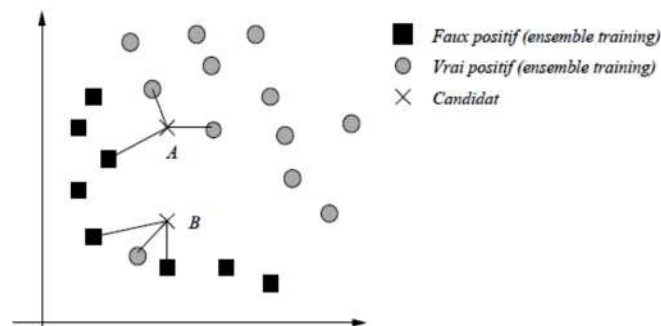 Faux positif (ensemble training)
Vrai positif (ensemble training)
Candidat
A
B